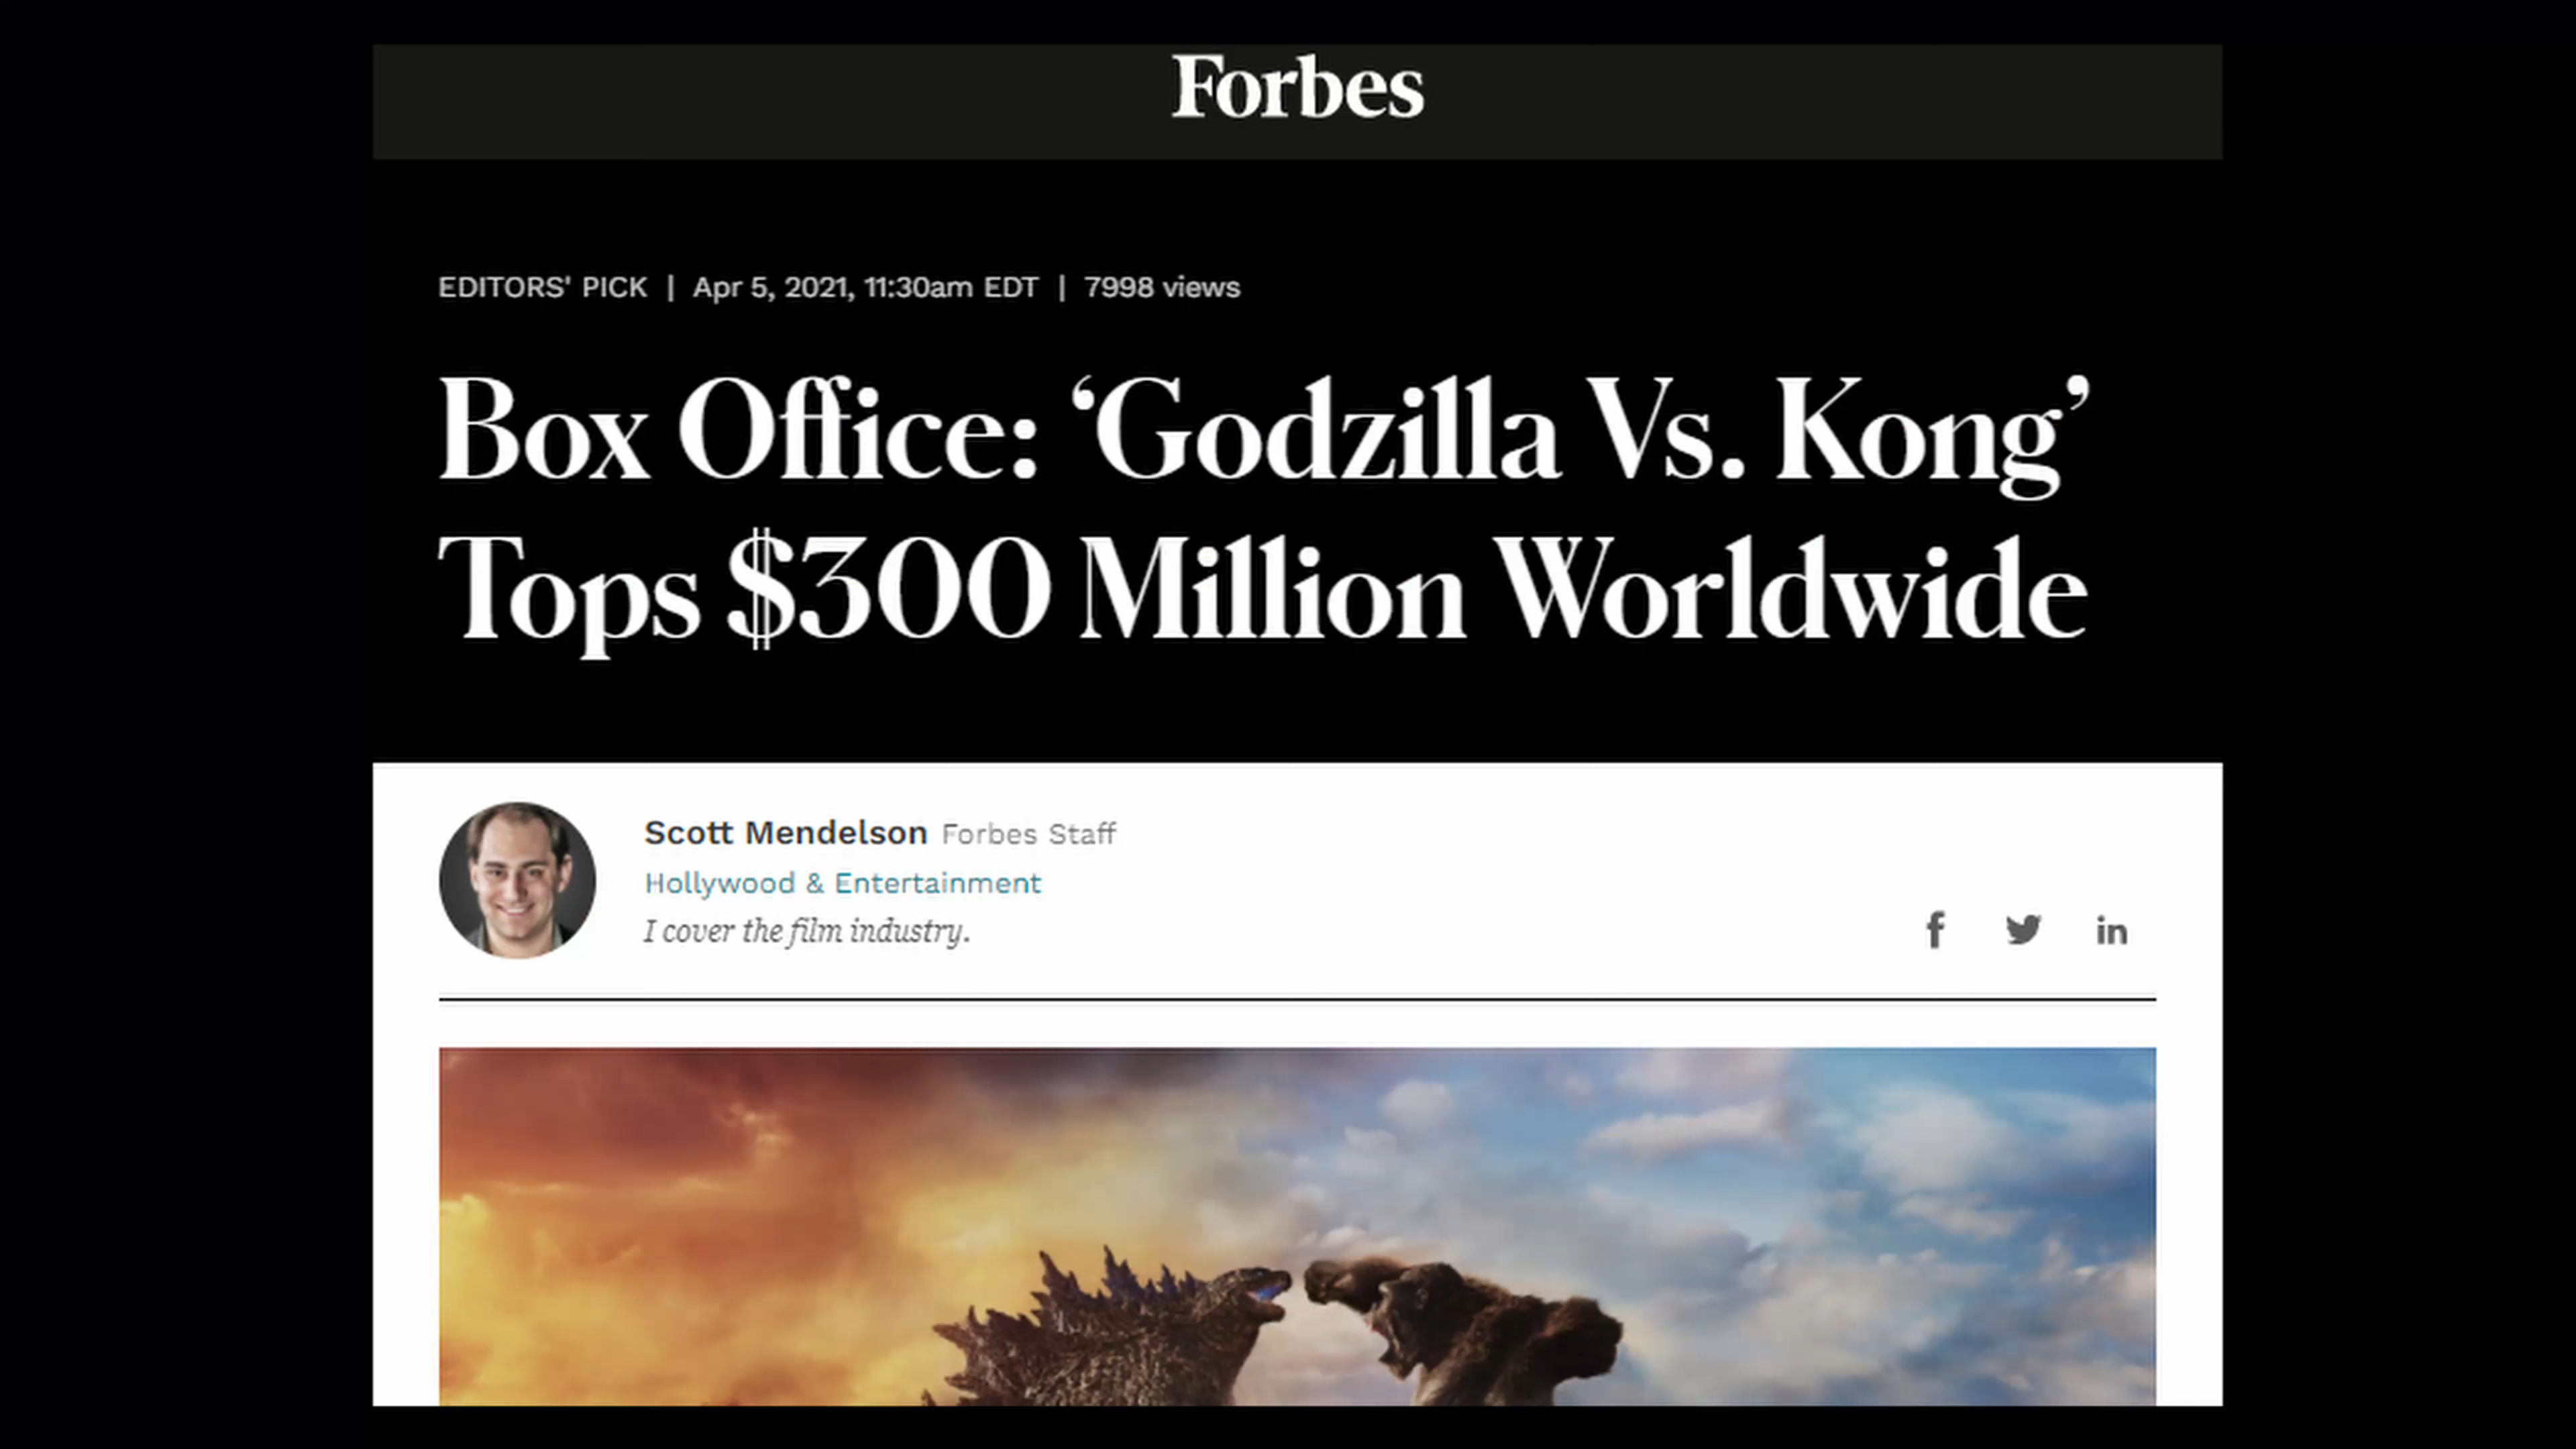 Forbes
EDITORS' PICK | Apr 5, 2021, 11:30am EDT | 7998 views
Box Office: ‘Godzilla Vs. Kong’
Tops $300 Million Worldwide
Scott Mendelson Forbes Staff
Hollywood & Entertainment
I cover the film industry.